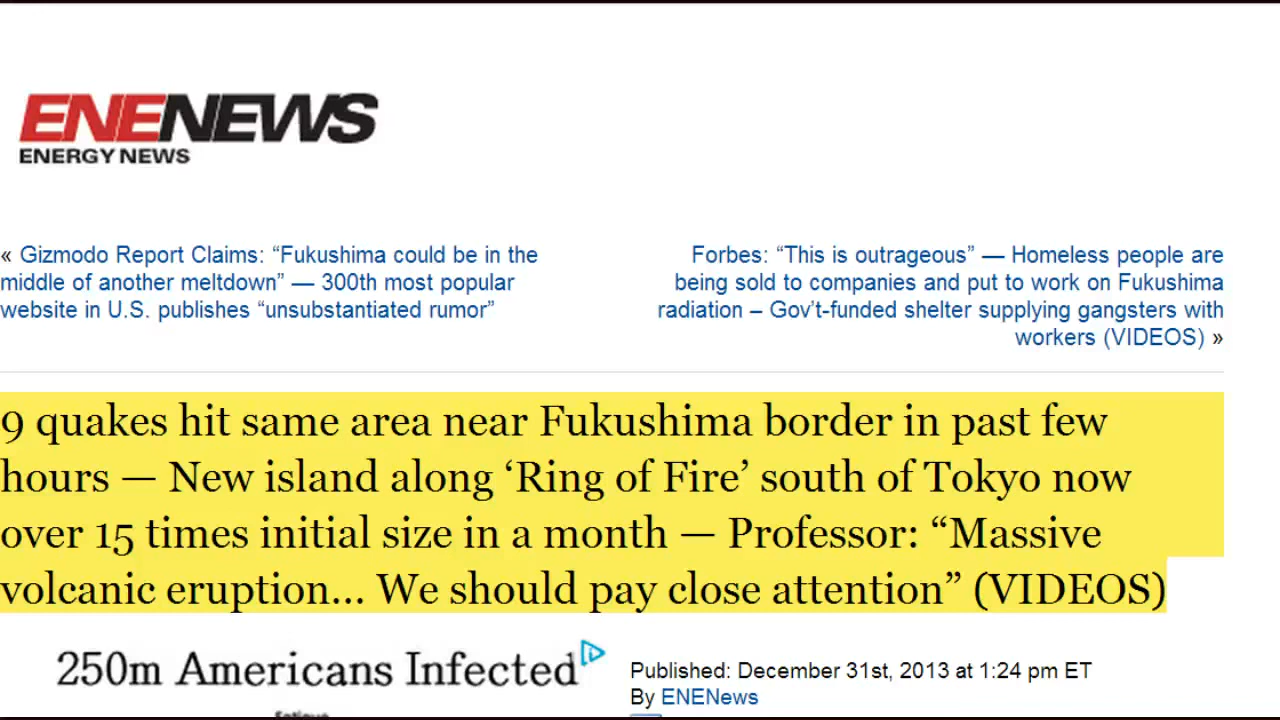 ENENEWS
ENERGY NEWS
« Gizmodo Report Claims: “Fukushima could be in the
middle of another meltdown” — 300th most popular
website in U.S. publishes “unsubstantiated rumor”
Forbes: “This is outrageous” — Homeless people are
being sold to companies and put to work on Fukushima
radiation – Gov’t-funded shelter supplying gangsters with
workers (VIDEOS) »
9 quakes hit same area near Fukushima border in past few
hours — New island along ‘Ring of Fire’ south of Tokyo now
over 15 times initial size in a month — Professor: “Massive
volcanic eruption... We should pay close attention” (VIDEOS)
250m Americans Infected
Published: December 31st, 2013 at 1:24 pm ET
By ENENews